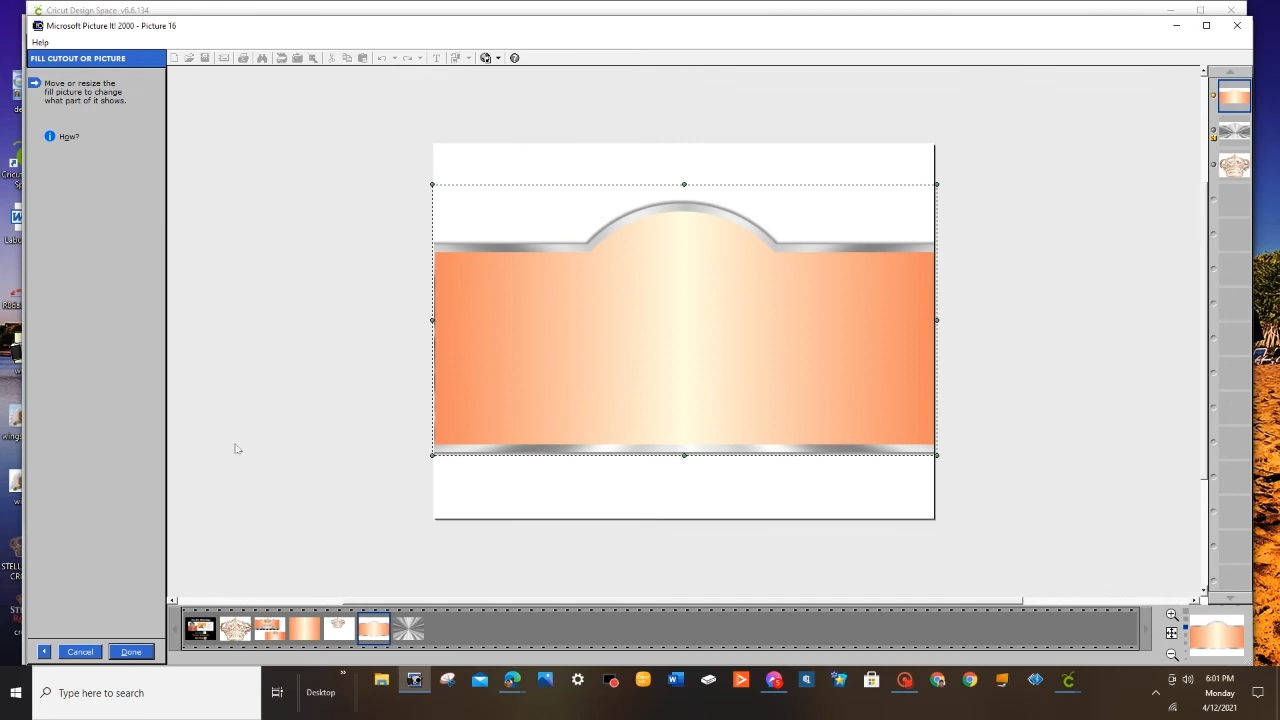 Cricut Design Space v6.6.134
Microsoft Picture It! 2000 - Picture 16
Help
FILL CUTOUT OR PICTURE
Move or resize the
fill picture to change
what part of it shows.
How?
Cancel
Done
Type here to search
Desktop
6:01 PM
Monday
4/12/2021